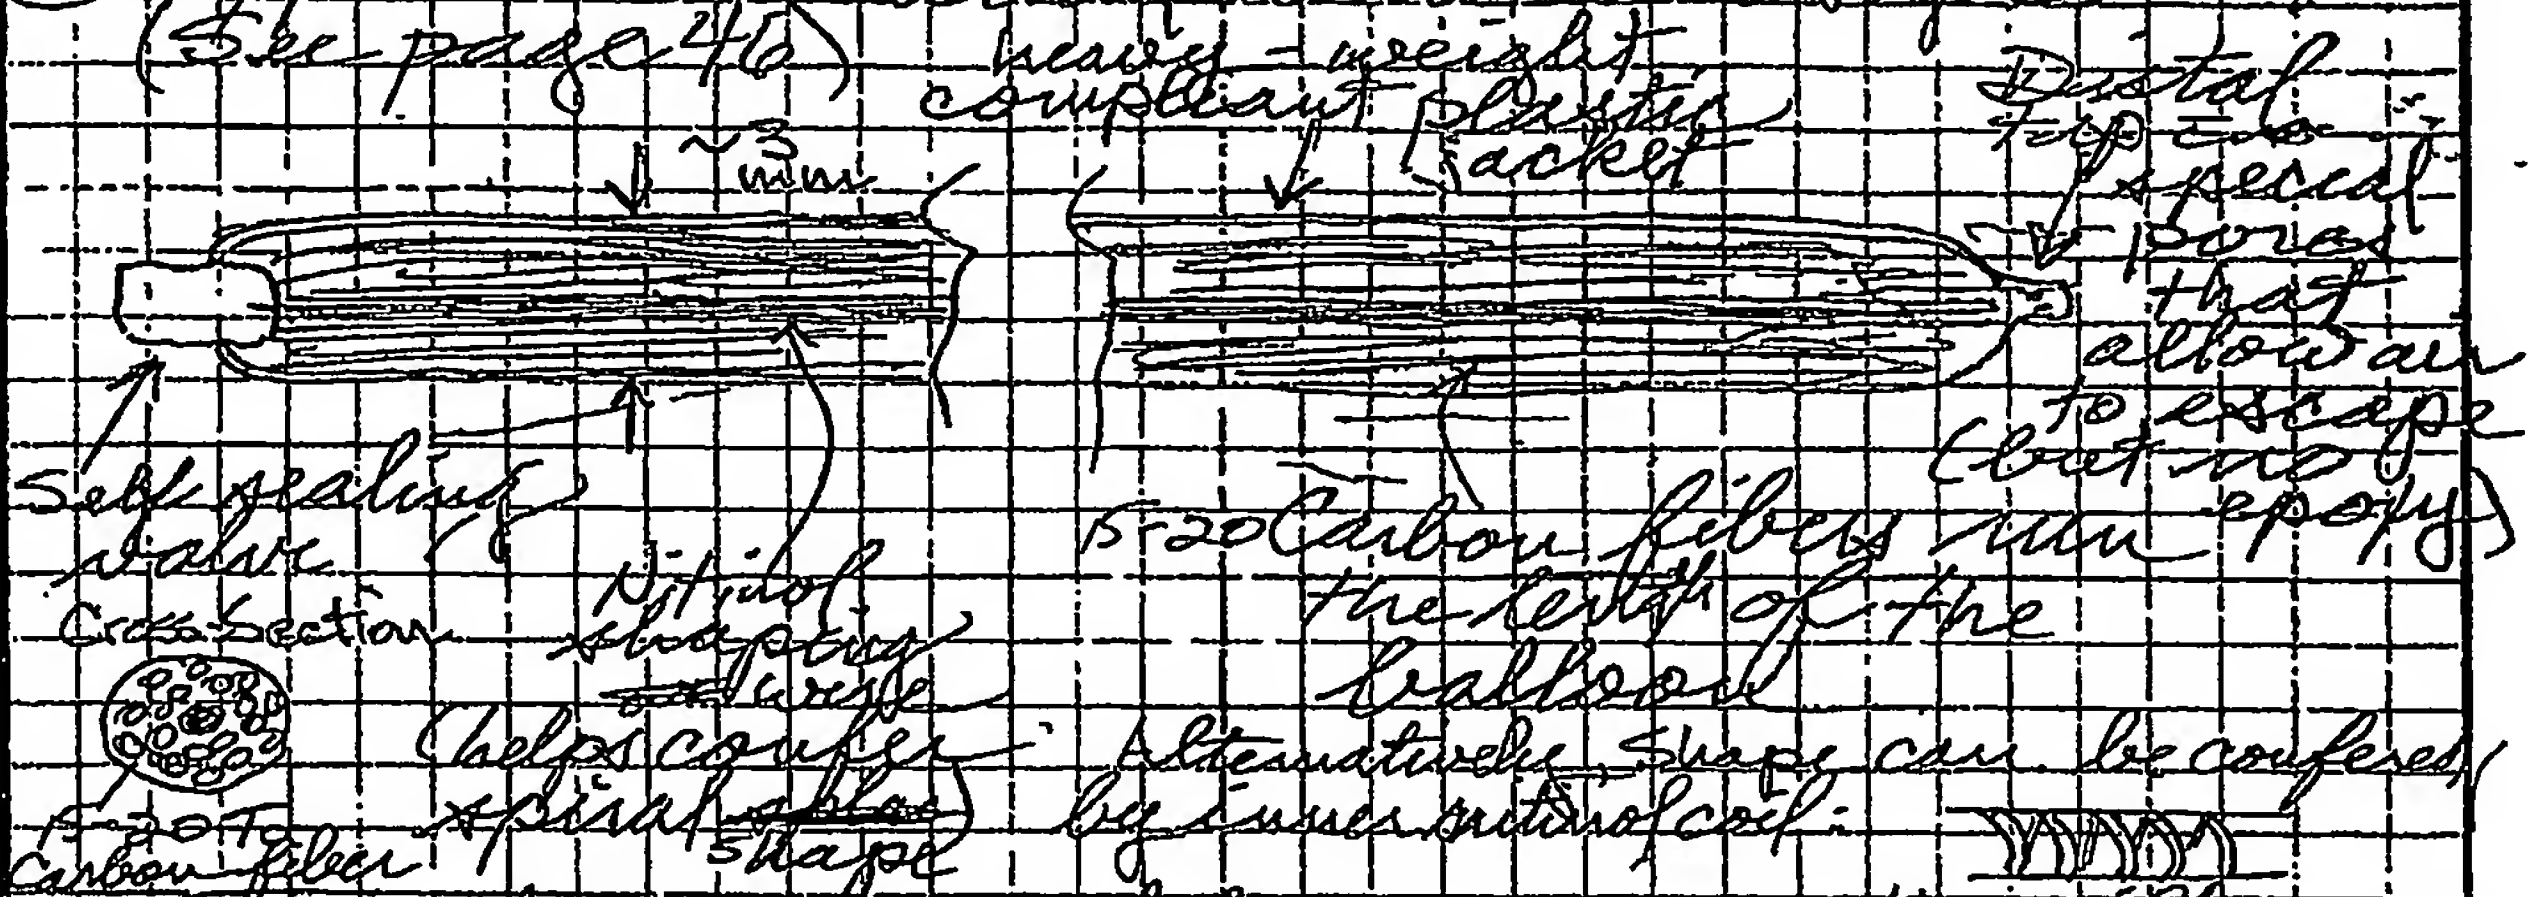 (See page 46)
heavy-weight
compliant plastic
jacket
~3
mm
Distal
Tip has
special
pores
that
allow air
to escape
(but no
epoxy)
Self sealing
valve
Nitinol
shaping
wire
(helps confer
spiral
shape)
15-20 Carbon fibers run
the length of the
balloon
Cross-Section
15-20 T
Carbon fiber
Alternatively, shape can be confered
by inner nitinol coil.